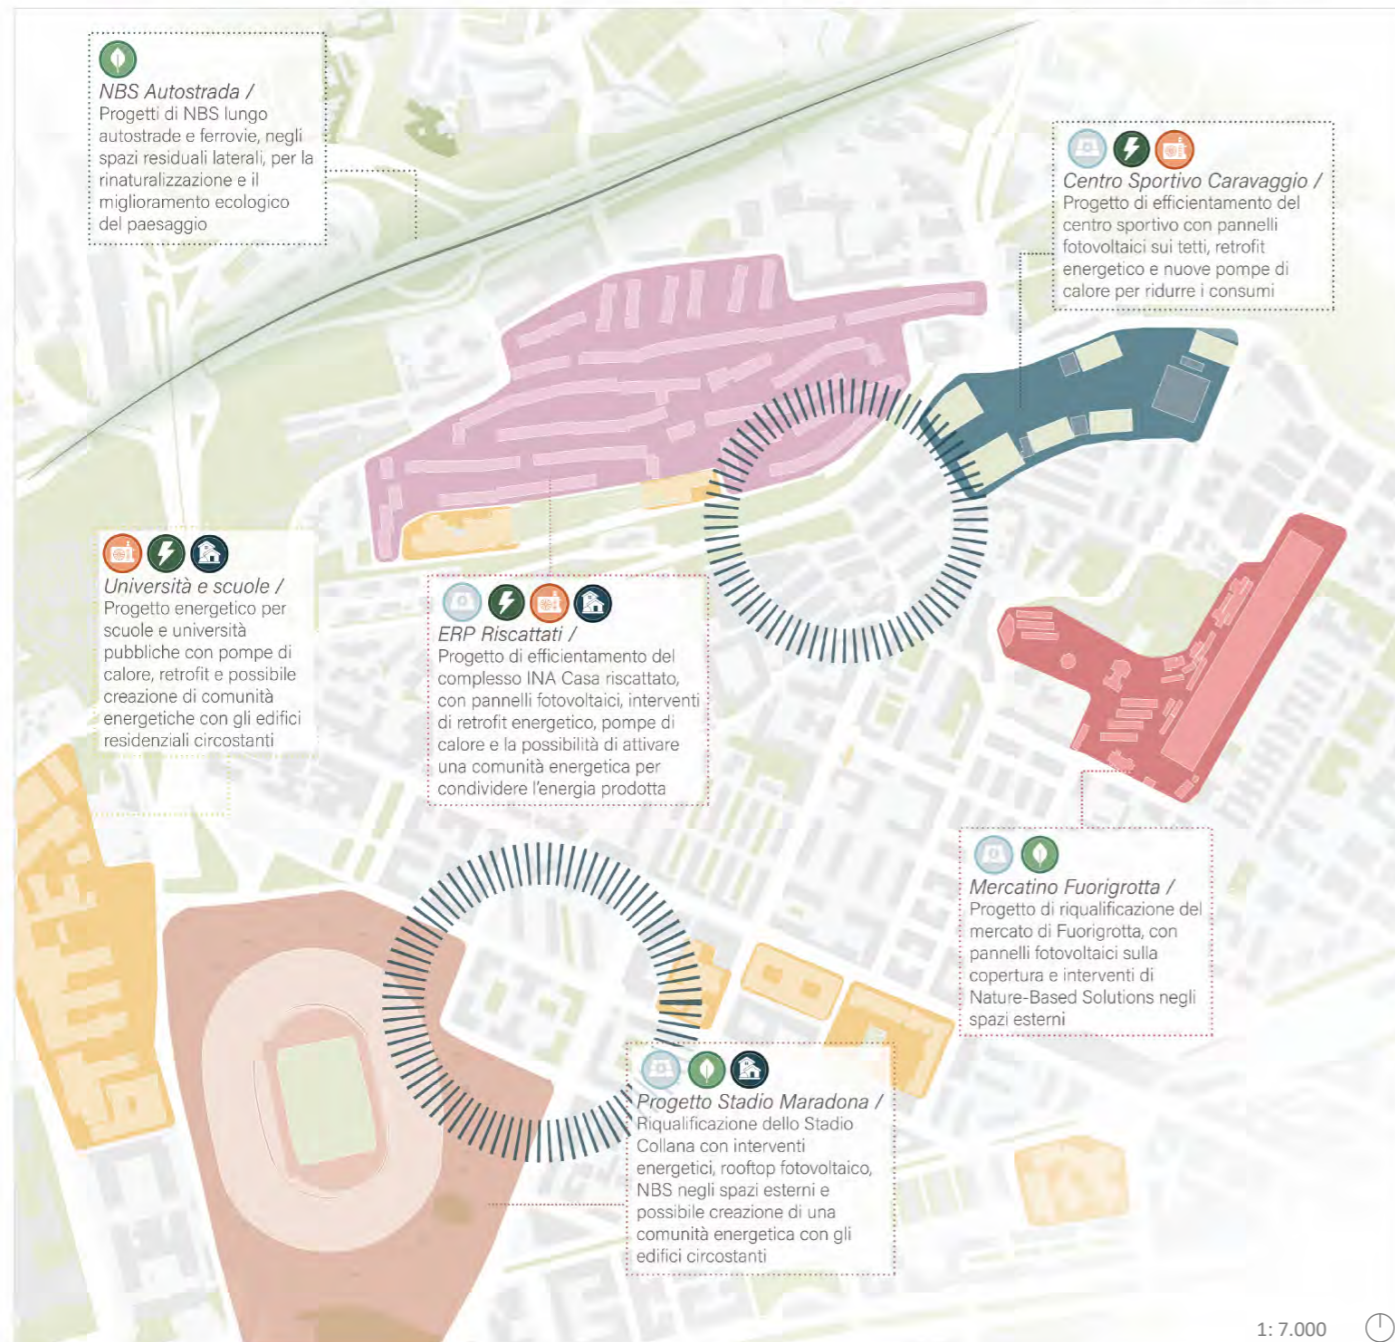 NBS Autostrada /
Progetti di NBS lungo
autostrade e ferrovie, negli
spazi residuali laterali, per la
rinaturalizzazione e il
miglioramento ecologico
del paesaggio
Centro Sportivo Caravaggio /
Progetto di efficientamento del
centro sportivo con pannelli
fotovoltaici sui tetti, retrofit
energetico e nuove pompe di
calore per ridurre i consumi
Università e scuole /
Progetto energetico per
scuole e università
pubbliche con pompe di
calore, retrofit e possibile
creazione di comunità
energetiche con gli edifici
residenziali circostanti
ERP Riscattati /
Progetto di efficientamento del
complesso INA Casa riscattato,
con pannelli fotovoltaici, interventi
di retrofit energetico, pompe di
calore e la possibilità di attivare
una comunità energetica per
condividere l'energia prodotta
Mercatino Fuorigrotta /
Progetto di riqualificazione del
mercato di Fuorigrotta, con
pannelli fotovoltaici sulla
copertura e interventi di
Nature-Based Solutions negli
spazi esterni
Progetto Stadio Maradona /
Riqualificazione dello Stadio
Collana con interventi
energetici, rooftop fotovoltaico,
NBS negli spazi esterni e
possibile creazione di una
comunità energetica con gli
edifici circostanti
1: 7.000